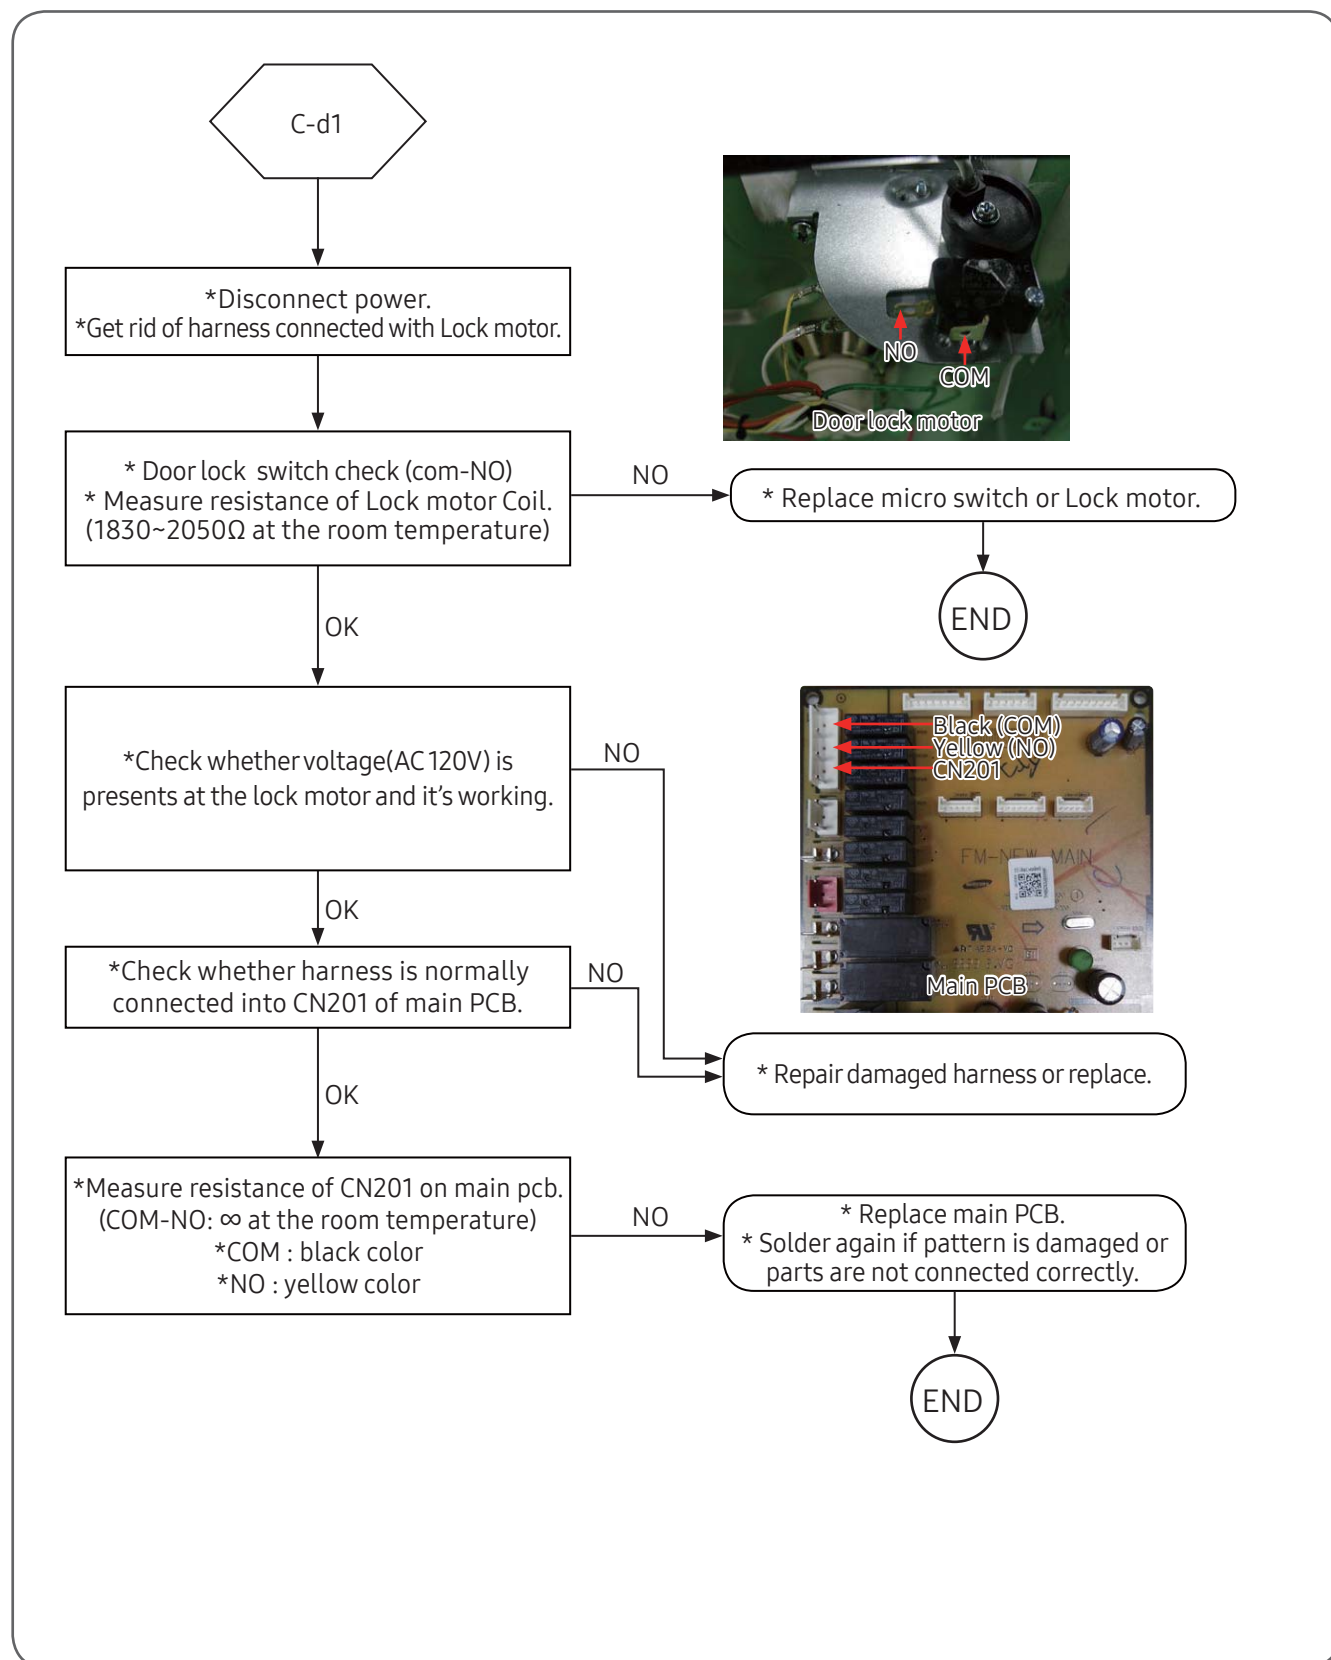 C-d1
*Disconnect power.
*Get rid of harness connected with Lock motor.
NO
COM
Door lock motor
* Door lock switch check (com-NO)
* Measure resistance of Lock motor Coil.
(1830~2050Ω at the room temperature)
NO
* Replace micro switch or Lock motor.
END
OK
*Check whether voltage(AC 120V) is
presents at the lock motor and it's working.
NO
Black (COM)
Yellow (NO)
CN201
FM-NEW MAIN
Main PCB
OK
*Check whether harness is normally
connected into CN201 of main PCB.
NO
* Repair damaged harness or replace.
OK
*Measure resistance of CN201 on main pcb.
(COM-NO: ∞ at the room temperature)
*COM : black color
*NO : yellow color
NO
* Replace main PCB.
* Solder again if pattern is damaged or
parts are not connected correctly.
END